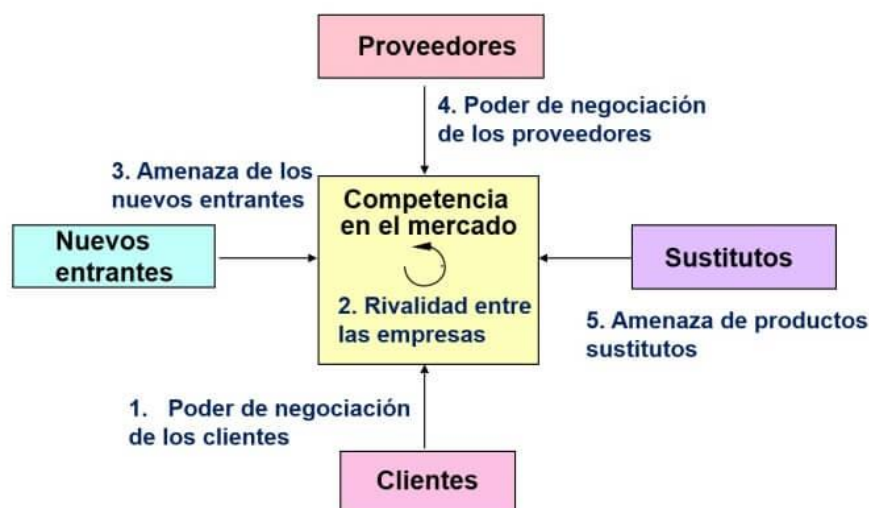 Proveedores
4. Poder de negociación
de los proveedores
3. Amenaza de los
nuevos entrantes
Competencia
en el mercado
Nuevos
entrantes
Sustitutos
2. Rivalidad entre
las empresas
5. Amenaza de productos
sustitutos
1. Poder de negociación
de los clientes
Clientes